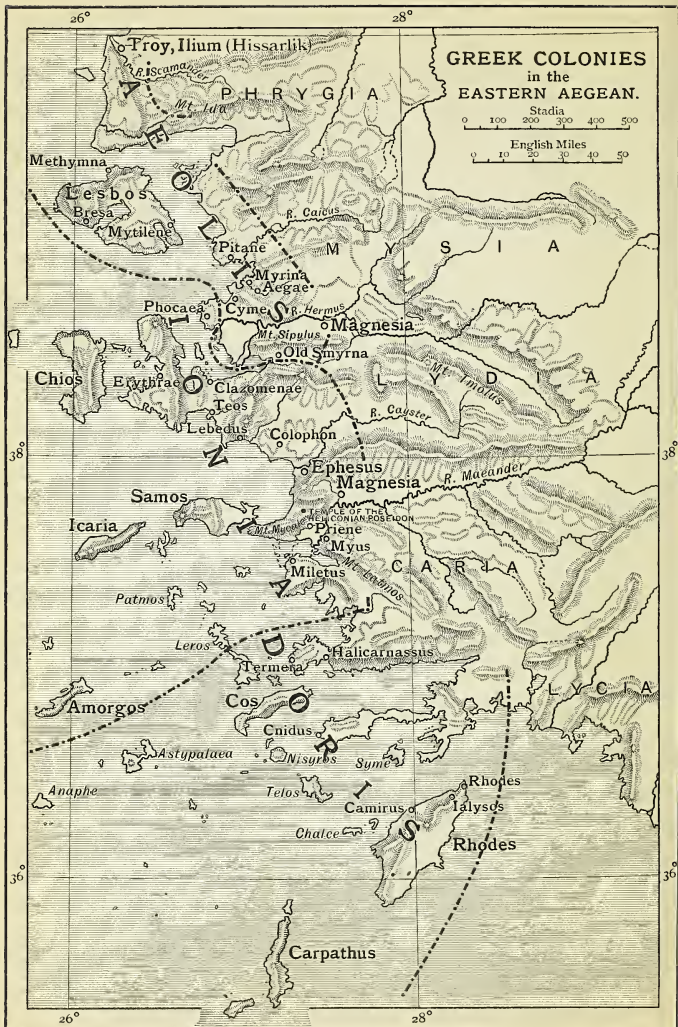 26° 28°
GREEK COLONIES
in the
EASTERN AEGEAN.
Stadia
0 100 200 300 400 500
English Miles
0 10 20 30 40 50
Troy, Ilium (Hissarlik)
R. Scamander
PHRYGIA
Mt. Ida
AEOLIS
Methymna
Lesbos
Bresa
Mytilene
R. Caicus
MYSIA
Pitane
Myrina
Aegae
Phocaea
Cyme
R. Hermus
Magnesia
Mt. Sipylus
Old Smyrna
IONIA
Chios
Erythrae
Clazomenae
LYDIA
Mt. Tmolus
Teos
R. Cayster
Lebedus
Colophon
38° 38°
Ephesus
R. Maeander
Magnesia
Samos
TEMPLE OF THE
HELICONIAN POSEIDON
Icaria
Mt. Mycale
Priene
Myus
Miletus
Mt. Latmos
CARIA
Patmos
Leros
DORIS
Halicarnassus
Termera
LYCIA
Amorgos
Cos
Cnidus
Astypalaea
Nisyros
Syme
Anaphe
Telos
Rhodes
Camirus
Ialysos
Chalce
Rhodes
36° 36°
Carpathus
26° 28°